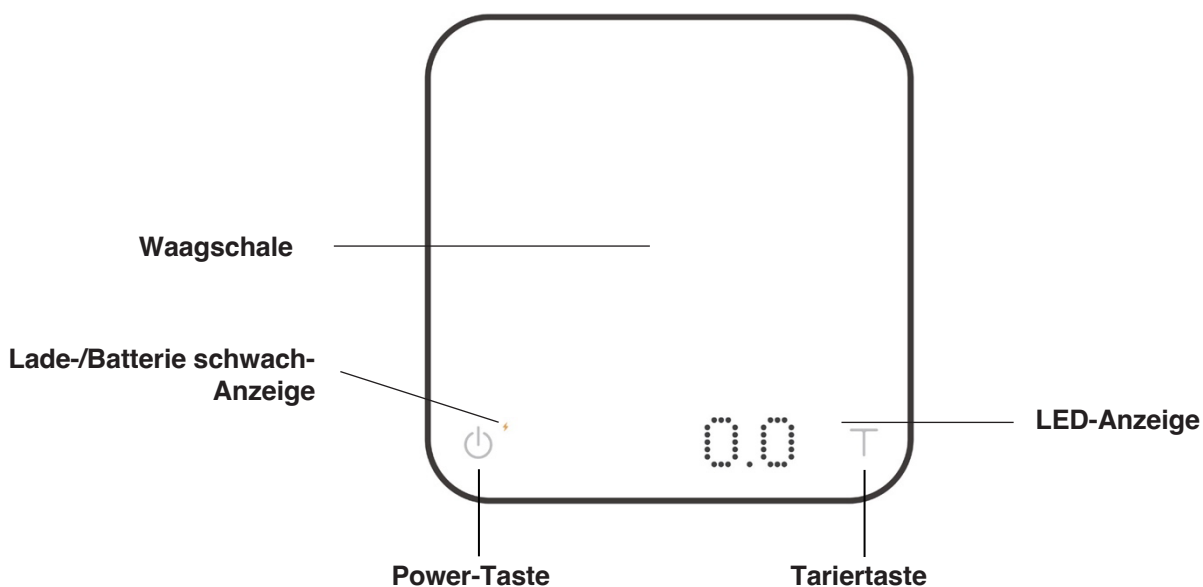 Waagschale
Lade-/Batterie schwach-
Anzeige
0.0
T
LED-Anzeige
Power-Taste
Tariertaste